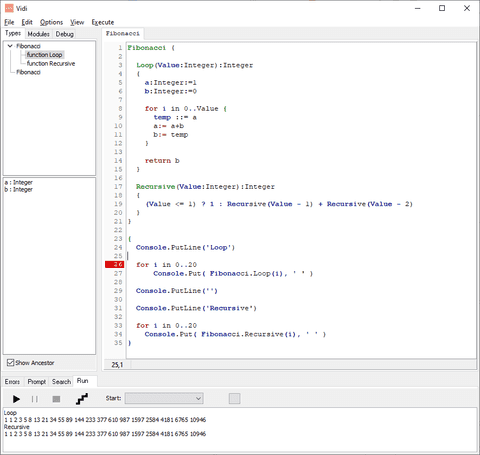 Vidi
File Edit Options View Execute
Types Modules Debug
Fibonacci
function Loop
function Recursive
Fibonacci
a : Integer
b : Integer
Show Ancestor
Fibonacci
1 Fibonacci {
2
3 Loop(Value:Integer):Integer
4 {
5 a:Integer:=1
6 b:Integer:=0
7
8 for i in 0..Value {
9 temp ::= a
10 a:= a+b
11 b:= temp
12 }
13
14 return b
15 }
16
17 Recursive(Value:Integer):Integer
18 {
19 (Value <= 1) ? 1 : Recursive(Value - 1) + Recursive(Value - 2)
20 }
21 }
22
23 {
24 Console.PutLine('Loop')
25
26 for i in 0..20
27 Console.Put( Fibonacci.Loop(i), ' ' )
28
29 Console.PutLine('')
30
31 Console.PutLine('Recursive')
32
33 for i in 0..20
34 Console.Put( Fibonacci.Recursive(i), ' ' )
35 }
25,1
Errors Prompt Search Run
Start:
Loop
1 1 2 3 5 8 13 21 34 55 89 144 233 377 610 987 1597 2584 4181 6765 10946
Recursive
1 1 2 3 5 8 13 21 34 55 89 144 233 377 610 987 1597 2584 4181 6765 10946